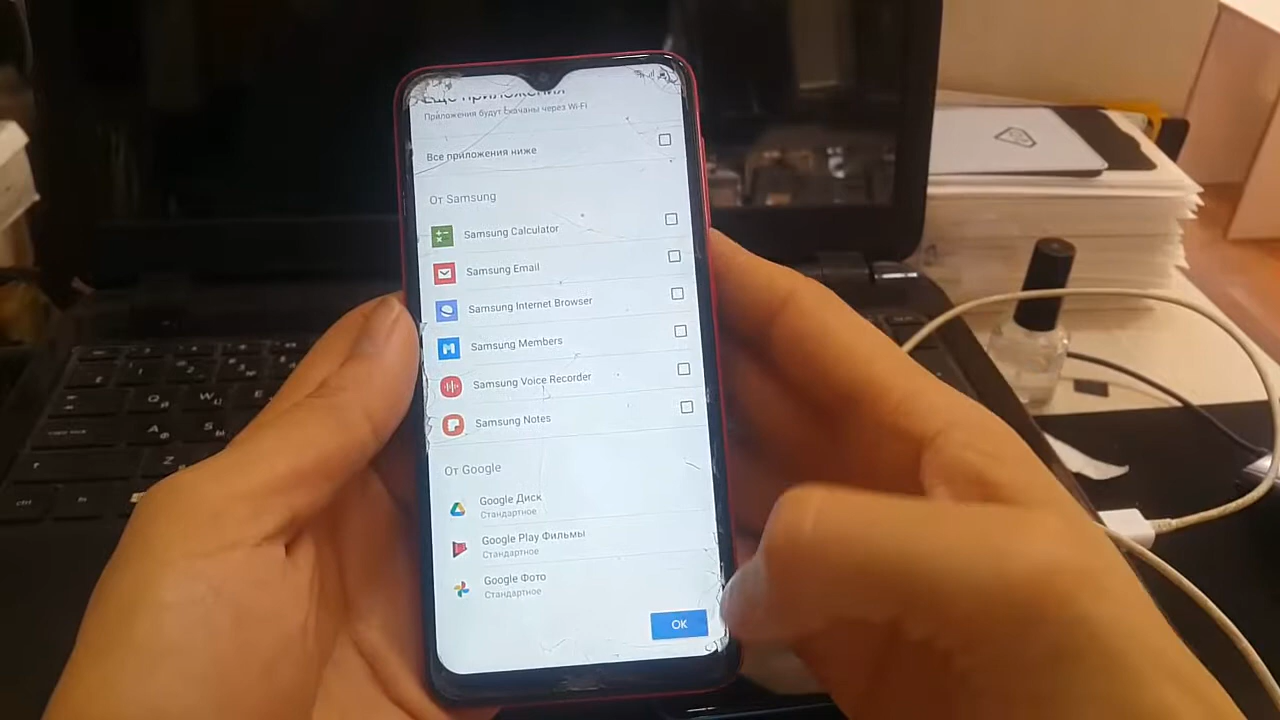 Ещё приложения
Приложения будут скачаны через Wi-Fi
Все приложения ниже
От Samsung
Samsung Calculator
Samsung Email
Samsung Internet Browser
Samsung Members
Samsung Voice Recorder
Samsung Notes
От Google
Google Диск
Стандартное
Google Play Фильмы
Стандартное
Google Фото
Стандартное
OK